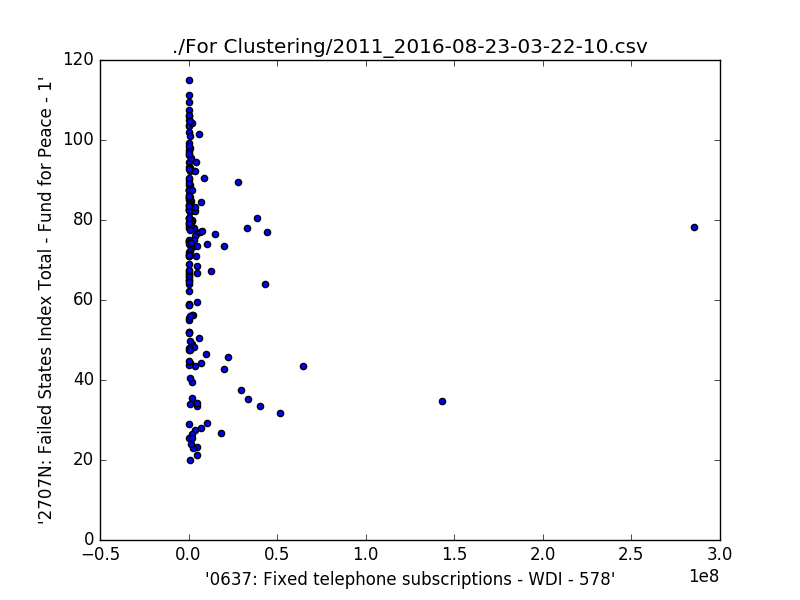 ./For Clustering/2011_2016-08-23-03-22-10.csv
'2707N: Failed States Index Total - Fund for Peace - 1'
120
100
80
60
40
20
0
−0.5 0.0 0.5 1.0 1.5 2.0 2.5 3.0
1e8
'0637: Fixed telephone subscriptions - WDI - 578'